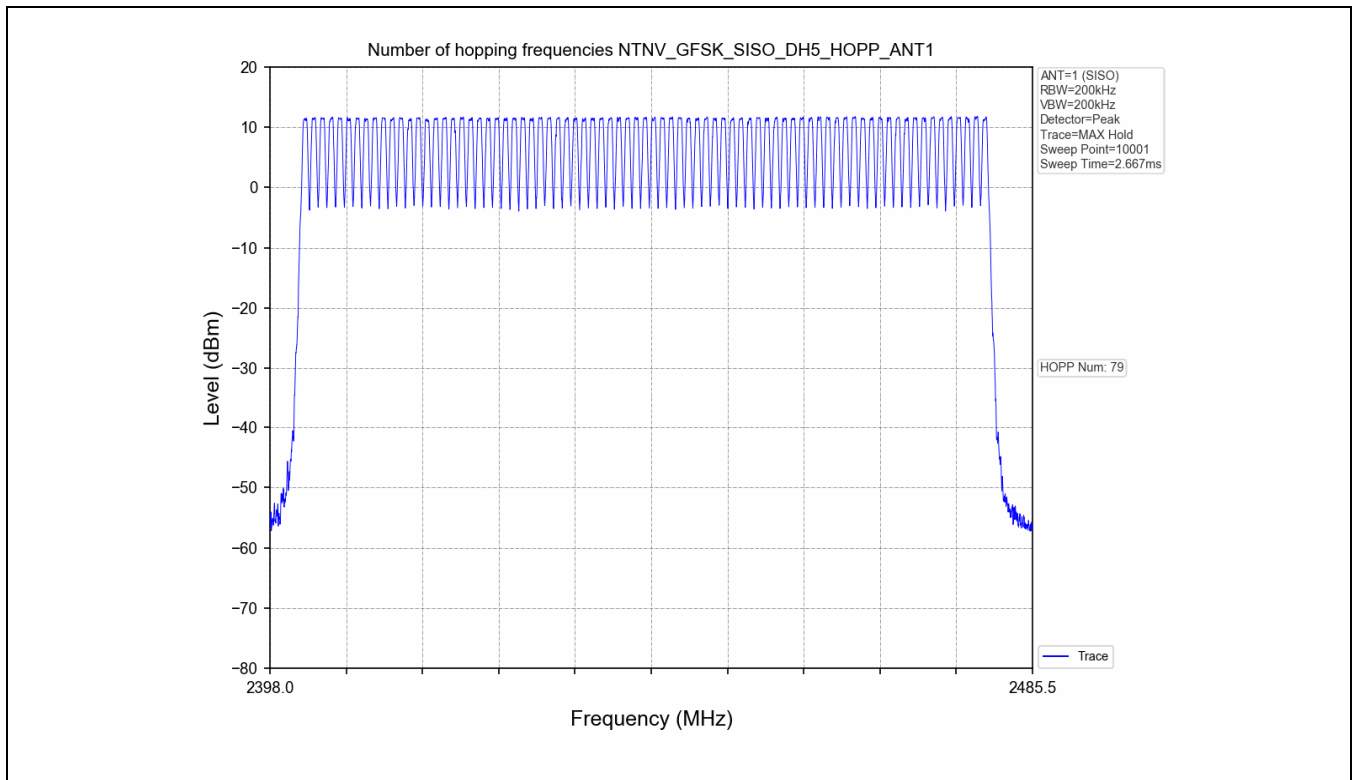 Number of hopping frequencies NTNV_GFSK_SISO_DH5_HOPP_ANT1
20
10
0
−10
−20
−30
−40
−50
−60
−70
−80
Level (dBm)
2398.0
2485.5
Frequency (MHz)
ANT=1 (SISO)
RBW=200kHz
VBW=200kHz
Detector=Peak
Trace=MAX Hold
Sweep Point=10001
Sweep Time=2.667ms
HOPP Num: 79
Trace